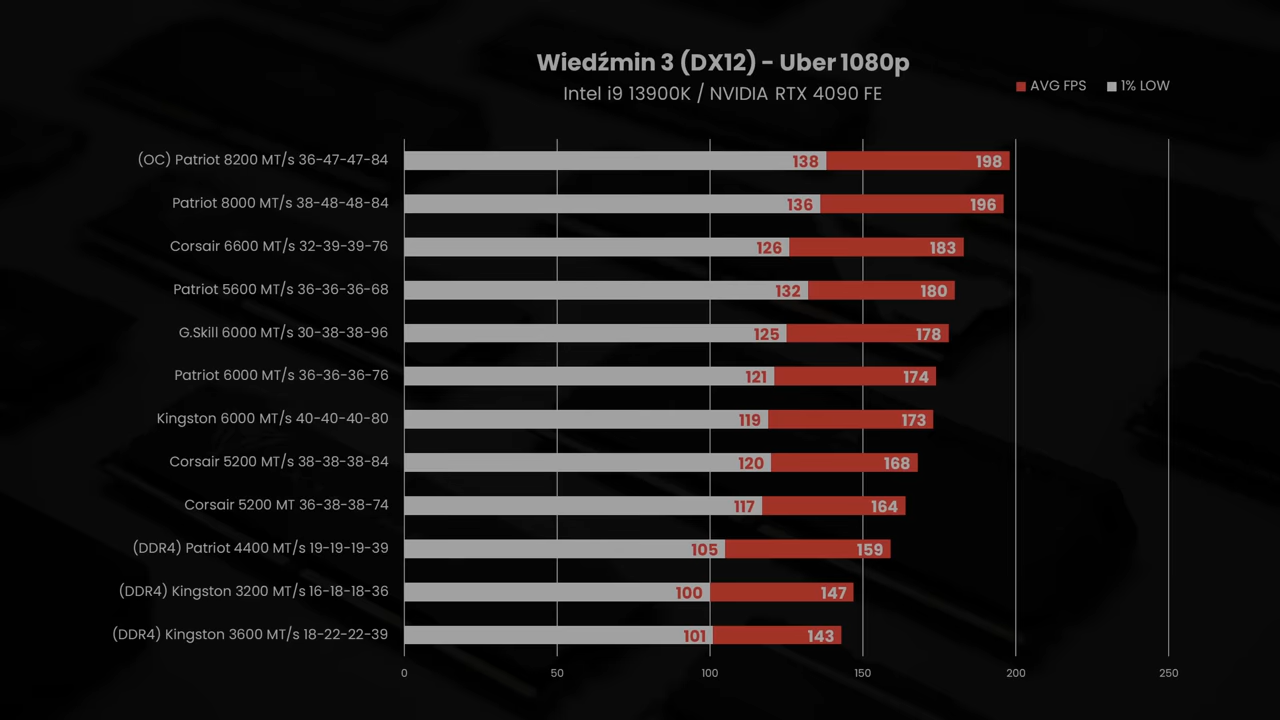 Wiedźmin 3 (DX12) - Uber 1080p
Intel i9 13900K / NVIDIA RTX 4090 FE
AVG FPS 1% LOW
(OC) Patriot 8200 MT/s 36-47-47-84 138 198
Patriot 8000 MT/s 38-48-48-84 136 196
Corsair 6600 MT/s 32-39-39-76 126 183
Patriot 5600 MT/s 36-36-36-68 132 180
G.Skill 6000 MT/s 30-38-38-96 125 178
Patriot 6000 MT/s 36-36-36-76 121 174
Kingston 6000 MT/s 40-40-40-80 119 173
Corsair 5200 MT/s 38-38-38-84 120 168
Corsair 5200 MT 36-38-38-74 117 164
(DDR4) Patriot 4400 MT/s 19-19-19-39 105 159
(DDR4) Kingston 3200 MT/s 16-18-18-36 100 147
(DDR4) Kingston 3600 MT/s 18-22-22-39 101 143
0 50 100 150 200 250